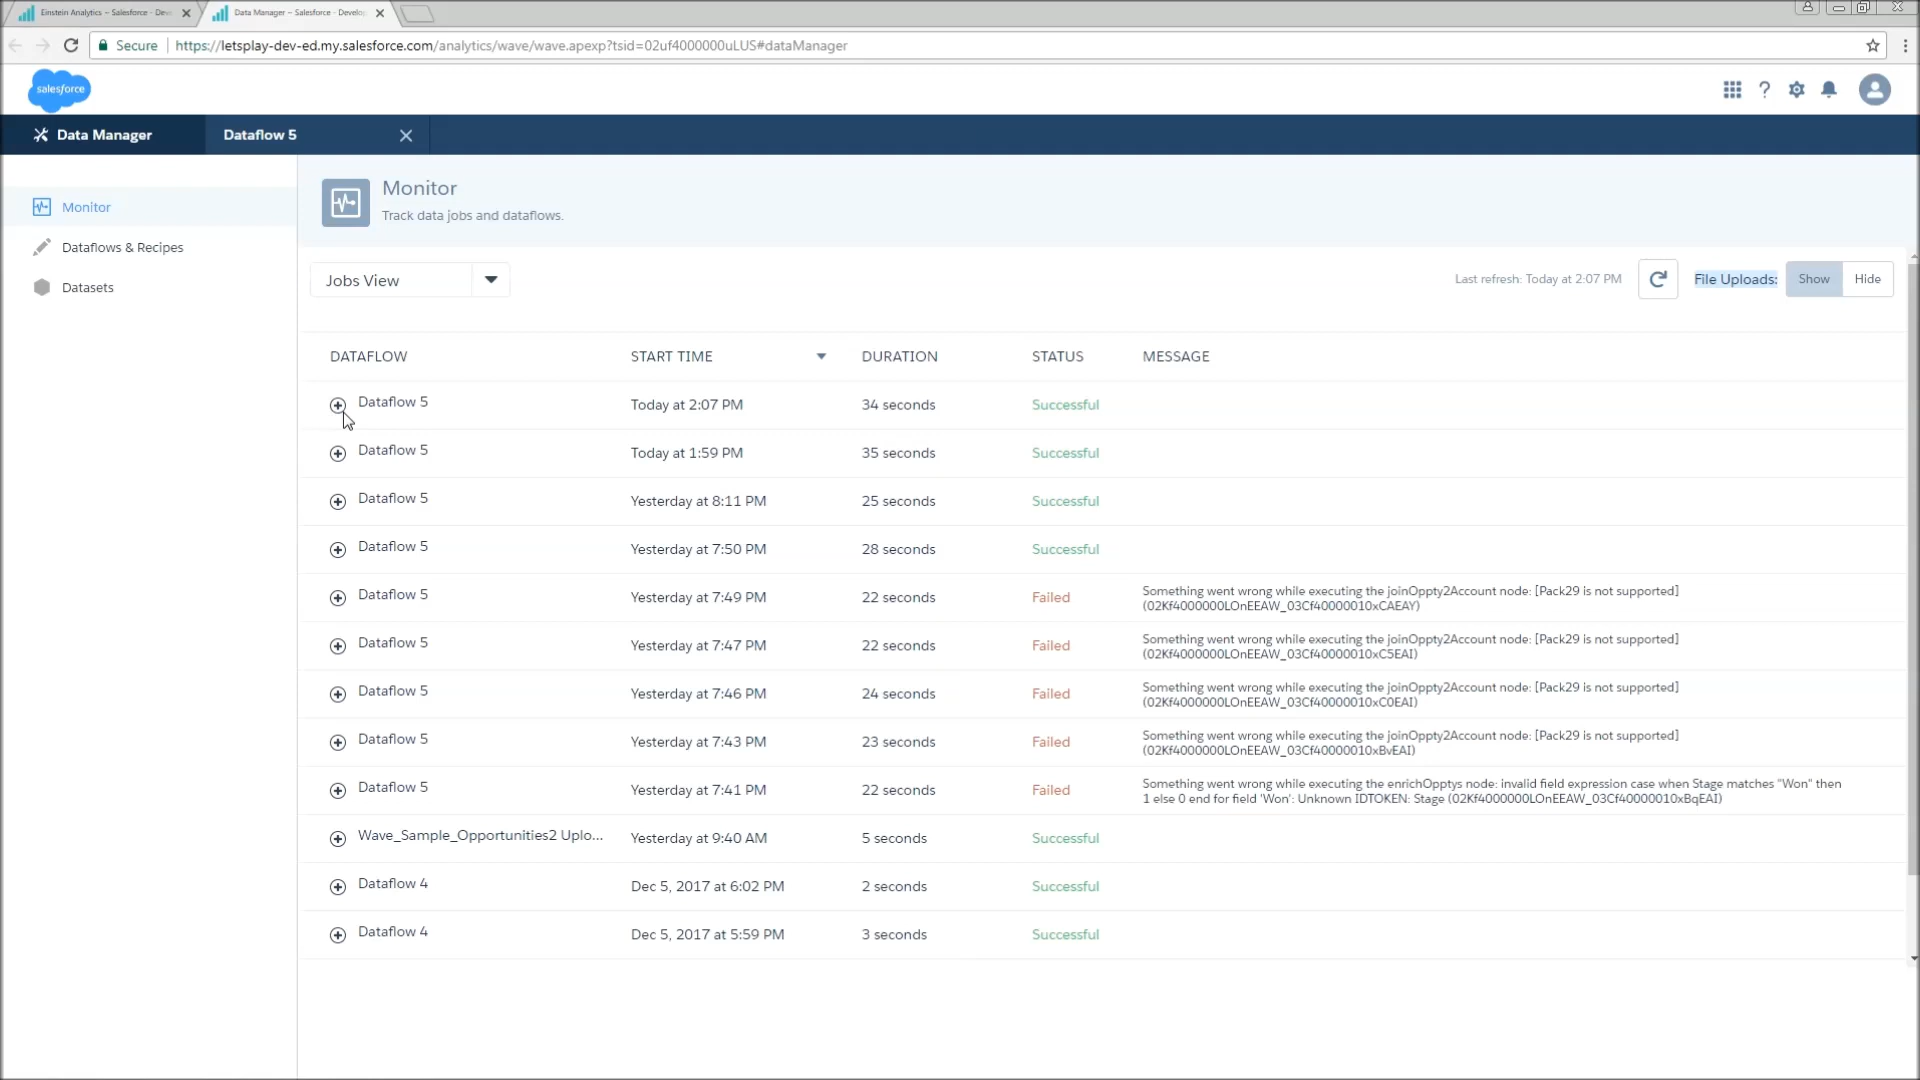 Einstein Analytics – Salesforce - Deve
Data Manager – Salesforce - Develop
Secure https://letsplay-dev-ed.my.salesforce.com/analytics/wave/wave.apexp?tsid=02uf4000000uLUS#dataManager
salesforce
Data Manager Dataflow 5
Monitor
Dataflows & Recipes
Datasets
Monitor
Track data jobs and dataflows.
Jobs View Last refresh: Today at 2:07 PM File Uploads: Show Hide
DATAFLOW START TIME DURATION STATUS MESSAGE
Dataflow 5 Today at 2:07 PM 34 seconds Successful
Dataflow 5 Today at 1:59 PM 35 seconds Successful
Dataflow 5 Yesterday at 8:11 PM 25 seconds Successful
Dataflow 5 Yesterday at 7:50 PM 28 seconds Successful
Dataflow 5 Yesterday at 7:49 PM 22 seconds Failed Something went wrong while executing the joinOppty2Account node: [Pack29 is not supported]
(02Kf4000000LOnEEAW_03Cf40000010xCAEAY)
Dataflow 5 Yesterday at 7:47 PM 22 seconds Failed Something went wrong while executing the joinOppty2Account node: [Pack29 is not supported]
(02Kf4000000LOnEEAW_03Cf40000010xC5EAI)
Dataflow 5 Yesterday at 7:46 PM 24 seconds Failed Something went wrong while executing the joinOppty2Account node: [Pack29 is not supported]
(02Kf4000000LOnEEAW_03Cf40000010xC0EAI)
Dataflow 5 Yesterday at 7:43 PM 23 seconds Failed Something went wrong while executing the joinOppty2Account node: [Pack29 is not supported]
(02Kf4000000LOnEEAW_03Cf40000010xBvEAI)
Dataflow 5 Yesterday at 7:41 PM 22 seconds Failed Something went wrong while executing the enrichOpptys node: invalid field expression case when Stage matches "Won" then
1 else 0 end for field 'Won': Unknown IDTOKEN: Stage (02Kf4000000LOnEEAW_03Cf40000010xBqEAI)
Wave_Sample_Opportunities2 Uplo... Yesterday at 9:40 AM 5 seconds Successful
Dataflow 4 Dec 5, 2017 at 6:02 PM 2 seconds Successful
Dataflow 4 Dec 5, 2017 at 5:59 PM 3 seconds Successful